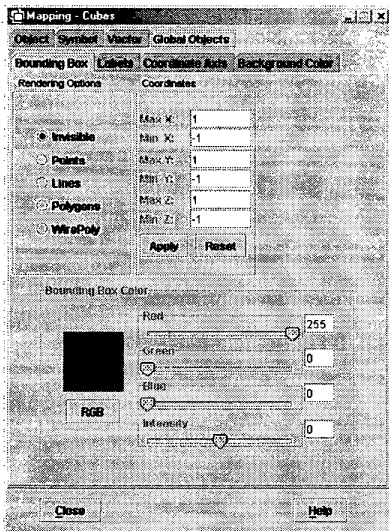 Mapping - Cubes
Object Symbol Vector Global Objects
Bounding Box Labels Coordinate Axis Background Color
Rendering Options
Invisible
Points
Lines
Polygons
WirePoly
Coordinates
Max X: 1
Min X: -1
Max Y: 1
Min Y: -1
Max Z: 1
Min Z: -1
Apply Reset
Bounding Box Color
RGB
Red 255
Green 0
Blue 0
Intensity 0
Close Help